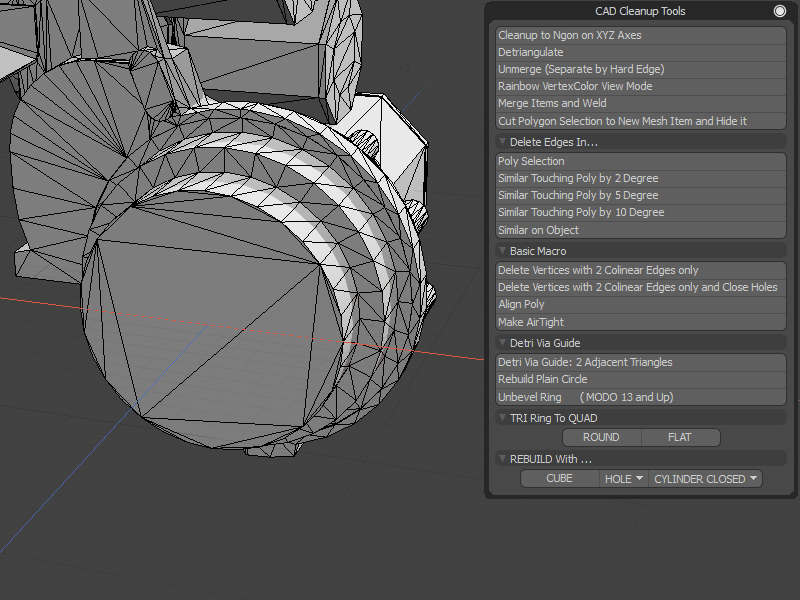 CAD Cleanup Tools
Cleanup to Ngon on XYZ Axes
Detriangulate
Unmerge (Separate by Hard Edge)
Rainbow VertexColor View Mode
Merge Items and Weld
Cut Polygon Selection to New Mesh Item and Hide it
Delete Edges In...
Poly Selection
Similar Touching Poly by 2 Degree
Similar Touching Poly by 5 Degree
Similar Touching Poly by 10 Degree
Similar on Object
Basic Macro
Delete Vertices with 2 Colinear Edges only
Delete Vertices with 2 Colinear Edges only and Close Holes
Align Poly
Make AirTight
Detri Via Guide
Detri Via Guide: 2 Adjacent Triangles
Rebuild Plain Circle
Unbevel Ring (MODO 13 and Up)
TRI Ring To QUAD
ROUND FLAT
REBUILD With ...
CUBE HOLE CYLINDER CLOSED